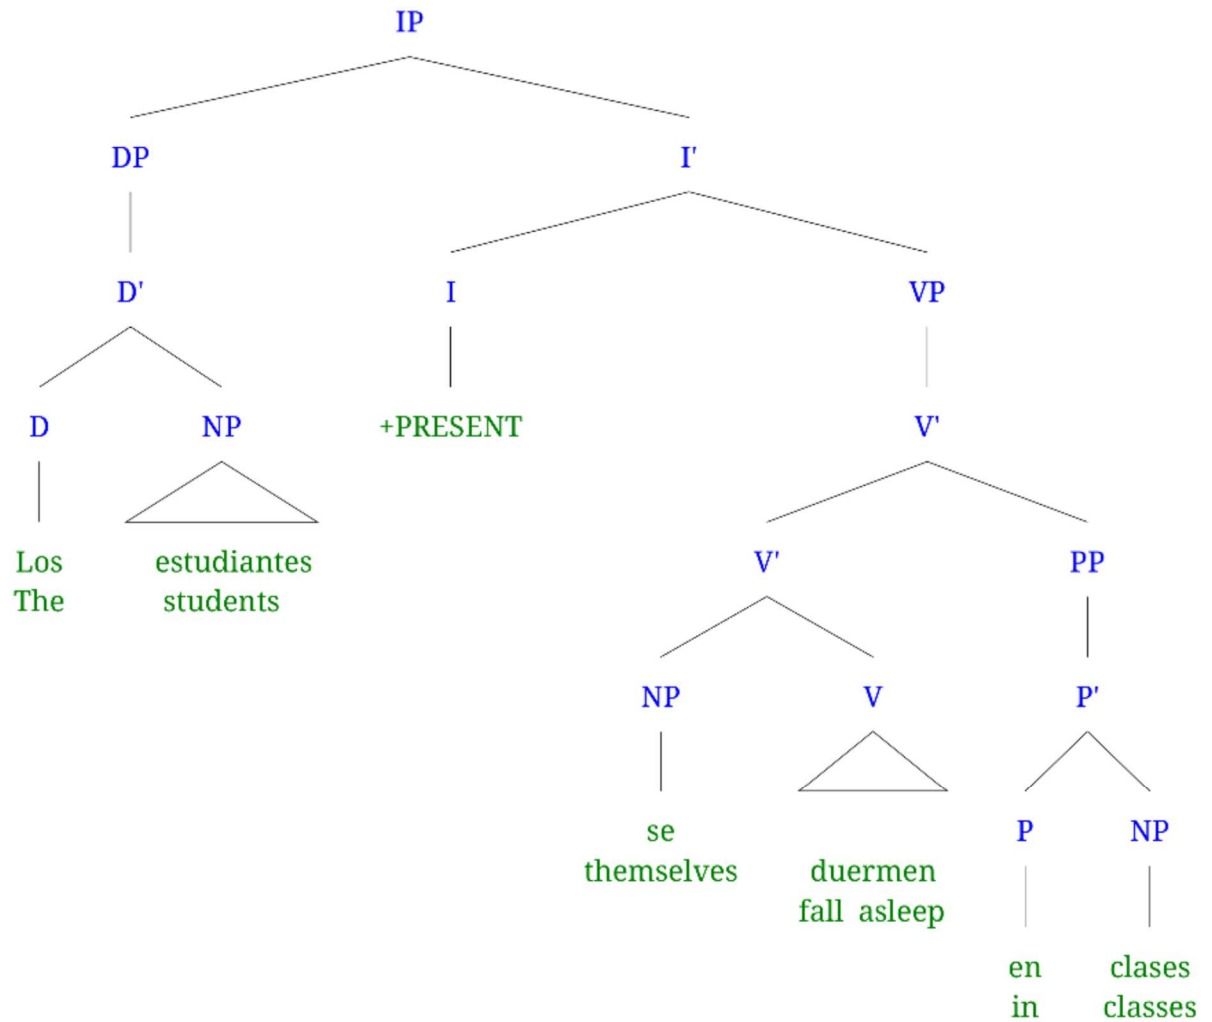 IP
DP I'
D' I VP
D NP +PRESENT V'
Los estudiantes V' PP
The students
NP V P'
se P NP
themselves duermen
fall asleep
en clases
in classes